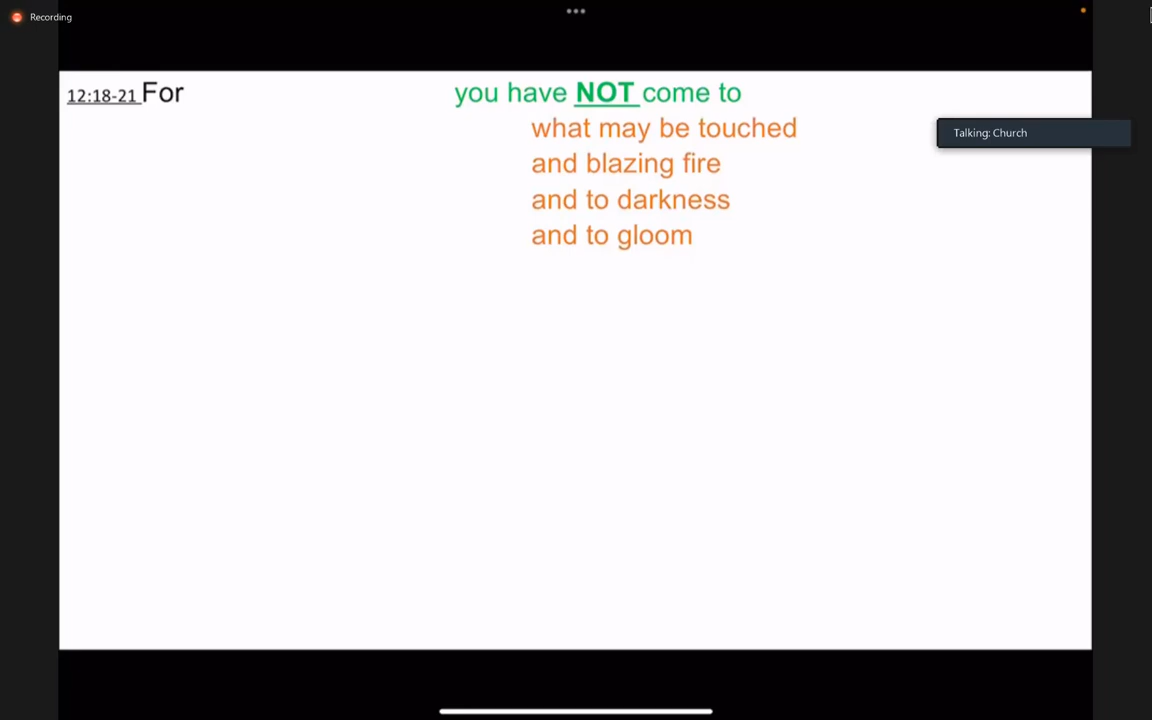 Recording
12:18-21 For you have NOT come to
what may be touched
Talking: Church
and blazing fire
and to darkness
and to gloom